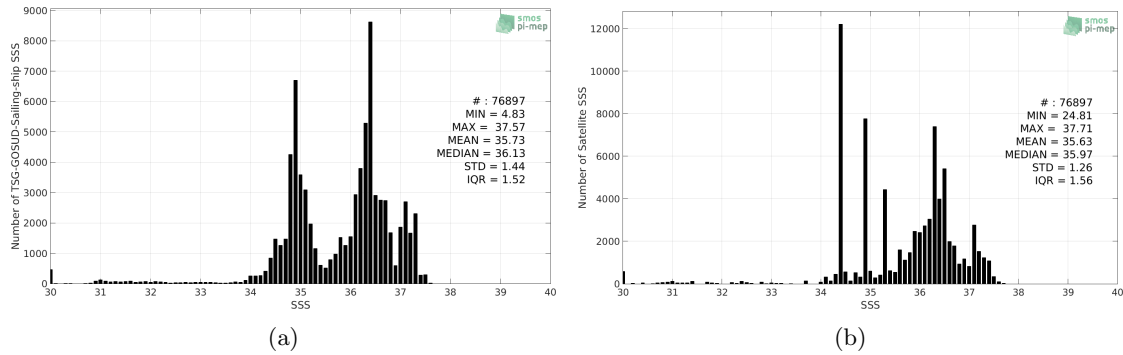 9000
8000
7000
6000
5000
4000
3000
2000
1000
0
Number of TSG-GOSUD-Sailing-ship SSS
smos
pi-mep
# : 76897
MIN = 4.83
MAX = 37.57
MEAN = 35.73
MEDIAN = 36.13
STD = 1.44
IQR = 1.52
30 31 32 33 34 35 36 37 38 39 40
SSS
(a)
12000
10000
8000
6000
4000
2000
0
Number of Satellite SSS
smos
pi-mep
# : 76897
MIN = 24.81
MAX = 37.71
MEAN = 35.63
MEDIAN = 35.97
STD = 1.26
IQR = 1.56
30 31 32 33 34 35 36 37 38 39 40
SSS
(b)